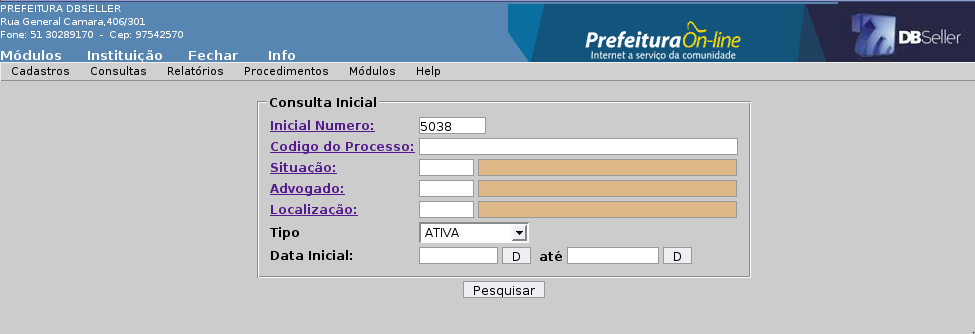 PREFEITURA DBSELLER
Rua General Camara,406/301
Fone: 51 30289170 - Cep: 97542570
Prefeitura On-line
Internet a serviço da comunidade
DBSeller
Módulos Instituição Fechar Info
Cadastros Consultas Relatórios Procedimentos Módulos Help
Consulta Inicial
Inicial Numero: 5038
Codigo do Processo:
Situação:
Advogado:
Localização:
Tipo ATIVA
Data Inicial: D até D
Pesquisar